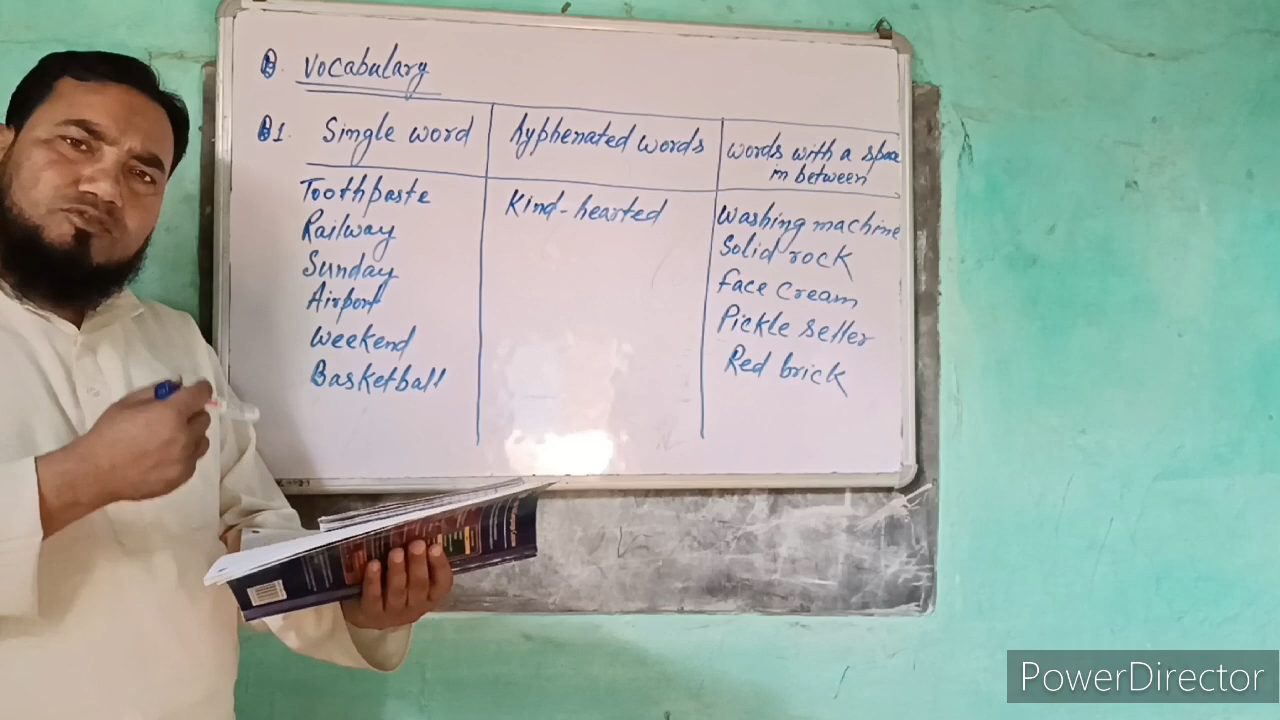 Vocabulary
1. Single word
hyphenated words
words with a space
in between
Toothpaste
Railway
Sunday
Airport
Weekend
Basketball
Kind-hearted
Washing machine
Solid rock
Face cream
Pickle seller
Red brick
PowerDirector